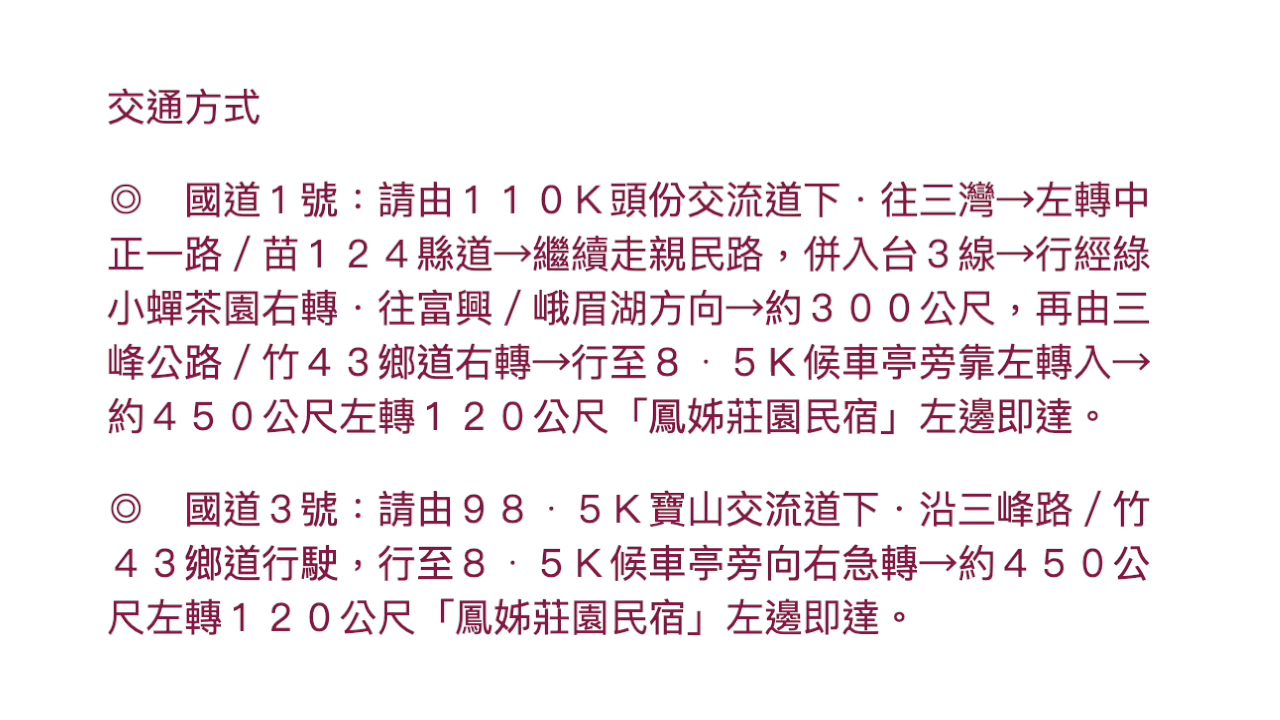 交通方式
◎　國道１號：請由１１０Ｋ頭份交流道下．往三灣→左轉中
正一路／苗１２４縣道→繼續走親民路，併入台３線→行經綠
小蟬茶園右轉．往富興／峨眉湖方向→約３００公尺，再由三
峰公路／竹４３鄉道右轉→行至８．５Ｋ候車亭旁靠左轉入→
約４５０公尺左轉１２０公尺「鳳姊莊園民宿」左邊即達。
◎　國道３號：請由９８．５Ｋ寶山交流道下．沿三峰路／竹
４３鄉道行駛，行至８．５Ｋ候車亭旁向右急轉→約４５０公
尺左轉１２０公尺「鳳姊莊園民宿」左邊即達。